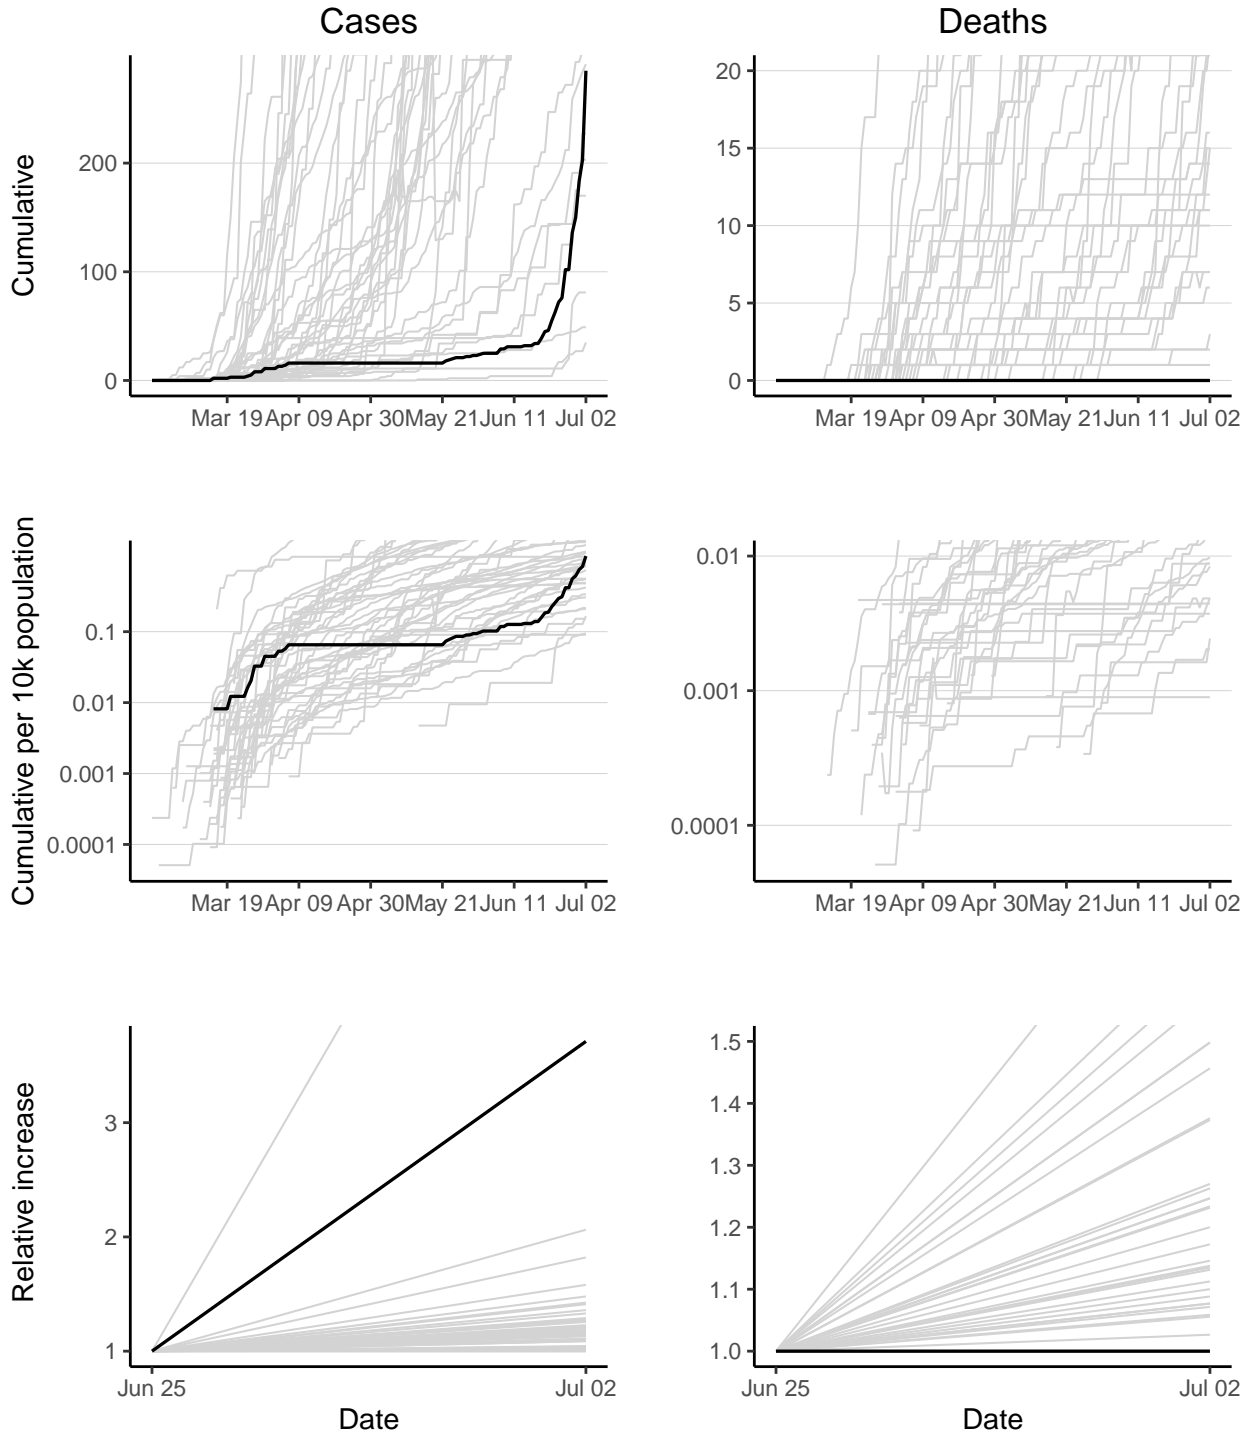 Cases
Deaths
Cumulative
200
100
0
Mar 19 Apr 09 Apr 30 May 21 Jun 11 Jul 02
20
15
10
5
0
Mar 19 Apr 09 Apr 30 May 21 Jun 11 Jul 02
Cumulative per 10k population
0.1
0.01
0.001
0.0001
Mar 19 Apr 09 Apr 30 May 21 Jun 11 Jul 02
0.01
0.001
0.0001
Mar 19 Apr 09 Apr 30 May 21 Jun 11 Jul 02
Relative increase
3
2
1
Jun 25 Jul 02
Date
1.5
1.4
1.3
1.2
1.1
1.0
Jun 25 Jul 02
Date